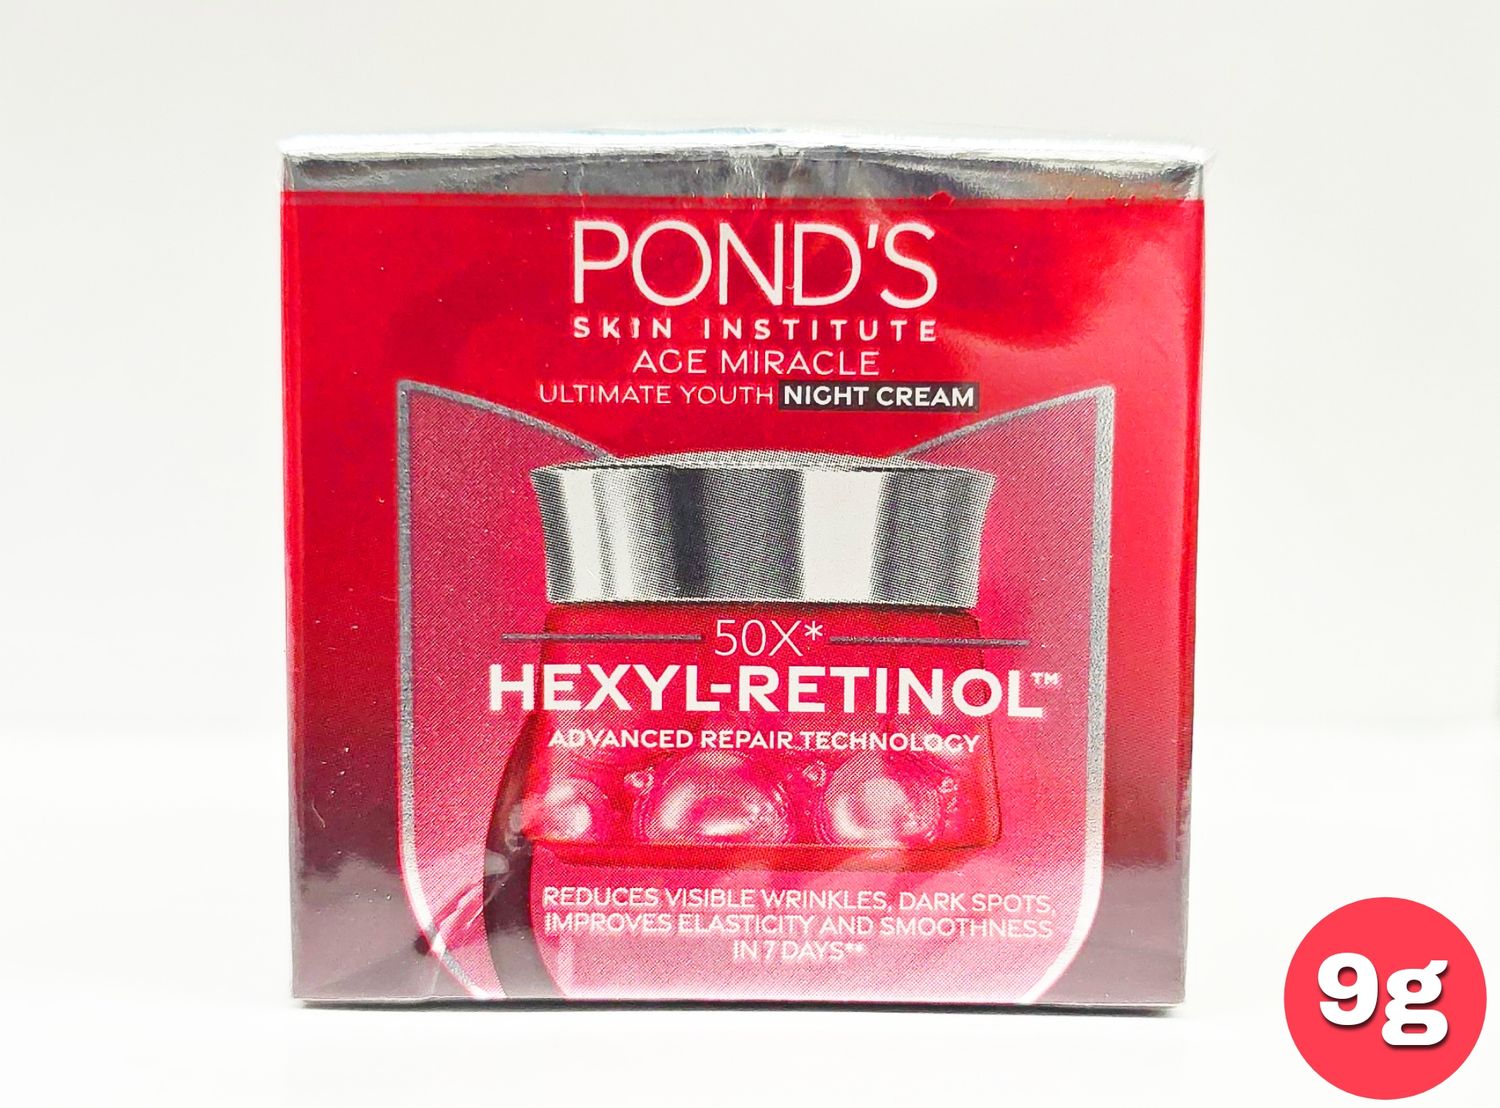 POND'S
SKIN INSTITUTE
AGE MIRACLE
ULTIMATE YOUTH NIGHT CREAM
50X*
HEXYL-RETINOL™
ADVANCED REPAIR TECHNOLOGY
REDUCES VISIBLE WRINKLES, DARK SPOTS,
IMPROVES ELASTICITY AND SMOOTHNESS
IN 7 DAYS**
9g